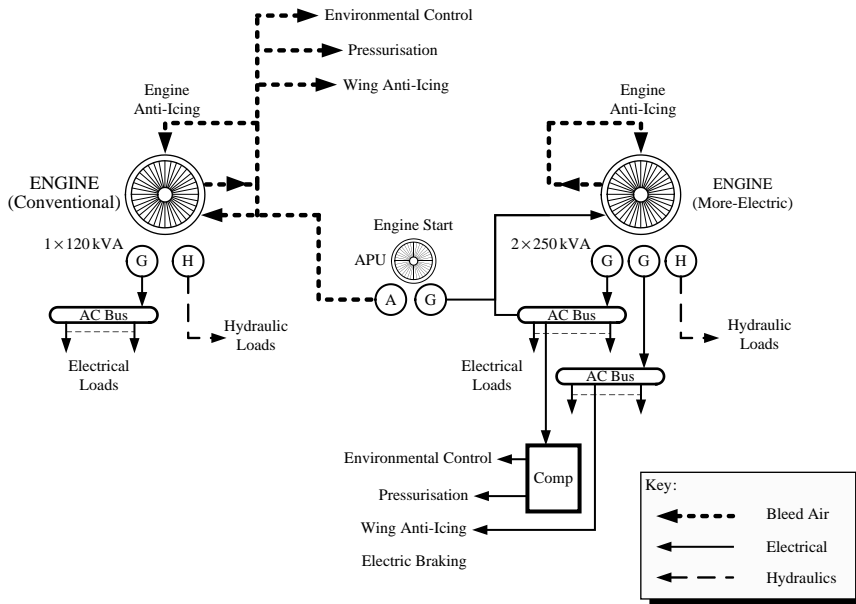 Environmental Control
Pressurisation
Wing Anti-Icing
Engine
Anti-Icing
ENGINE
(Conventional)
1 × 120 kVA
G
H
AC Bus
Electrical
Loads
Hydraulic
Loads
Engine Start
APU
A
G
Engine
Anti-Icing
ENGINE
(More-Electric)
2 × 250 kVA
G
G
H
AC Bus
Electrical
Loads
Hydraulic
Loads
AC Bus
Comp
Environmental Control
Pressurisation
Wing Anti-Icing
Electric Braking
Key:
Bleed Air
Electrical
Hydraulics